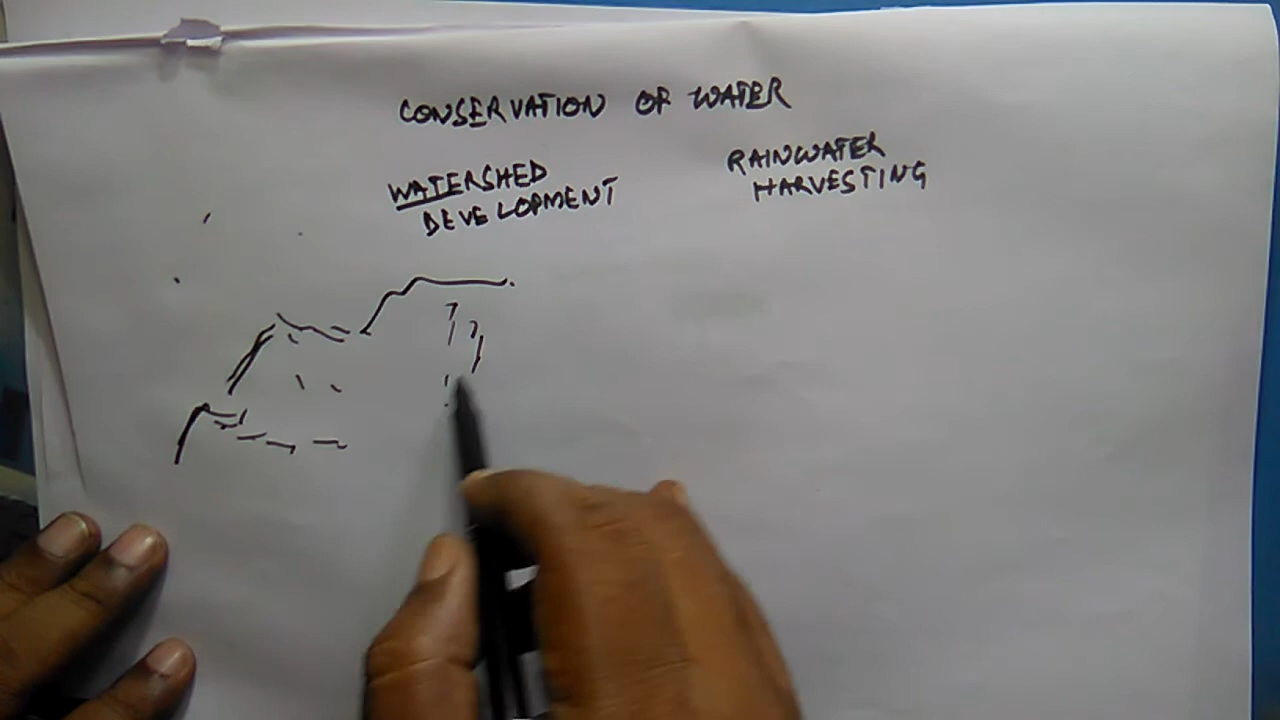 CONSERVATION OF WATER
WATERSHED
DEVELOPMENT
RAINWATER
HARVESTING